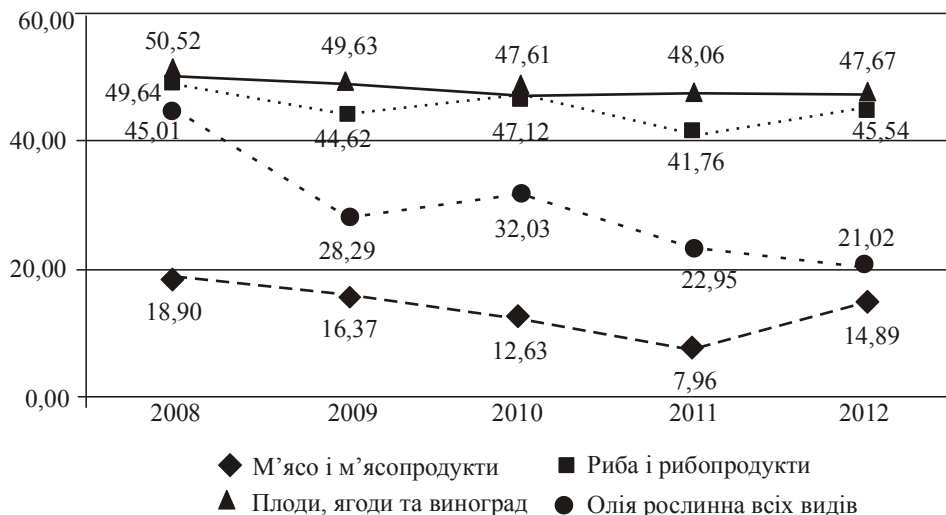 60,00
50,52 49,63 47,61 48,06 47,67
49,64
45,01 44,62 47,12 41,76 45,54
40,00
28,29 32,03 22,95 21,02
20,00
18,90 16,37 12,63 7,96 14,89
0,00
2008 2009 2010 2011 2012
М’ясо і м’ясопродукти Риба і рибопродукти
Плоди, ягоди та виноград Олія рослинна всіх видів